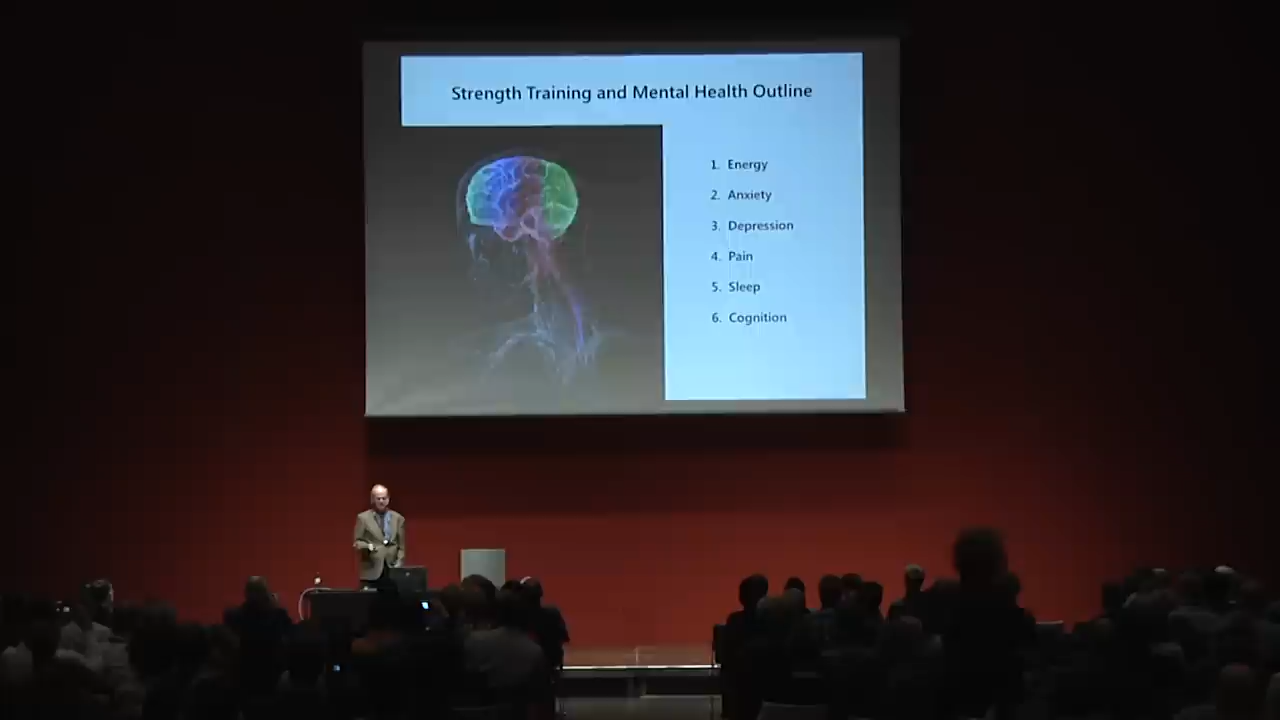 Strength Training and Mental Health Outline
1. Energy
2. Anxiety
3. Depression
4. Pain
5. Sleep
6. Cognition